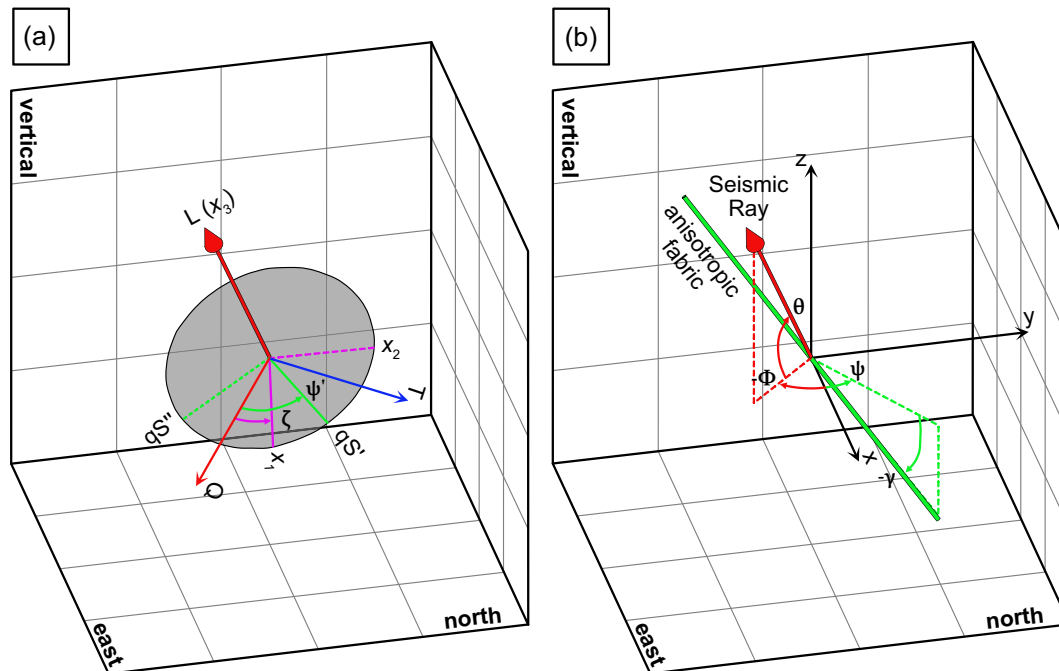 (a)
vertical
L (x₃)
x₂
ψ'
T
ζ
qS''
x₁
qS'
Q
north
east
(b)
vertical
z
Seismic
Ray
anisotropic
fabric
θ
y
-Φ
ψ
x
-γ
north
east